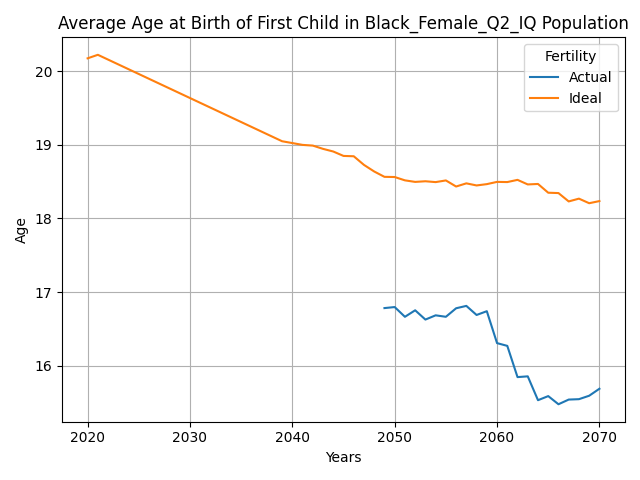 Average Age at Birth of First Child in Black_Female_Q2_IQ Population
Fertility
Actual
Ideal
Age
20
19
18
17
16
2020
2030
2040
2050
2060
2070
Years